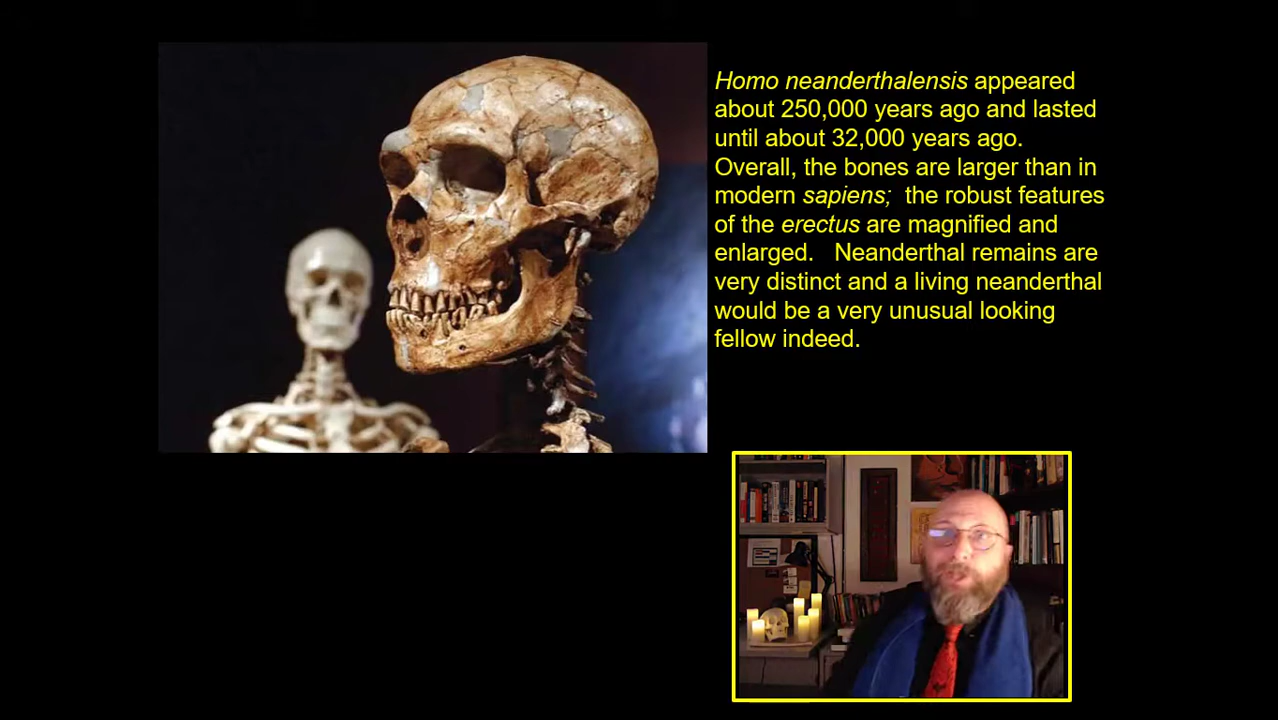 Homo neanderthalensis appeared
about 250,000 years ago and lasted
until about 32,000 years ago.
Overall, the bones are larger than in
modern sapiens;  the robust features
of the erectus are magnified and
enlarged.   Neanderthal remains are
very distinct and a living neanderthal
would be a very unusual looking
fellow indeed.